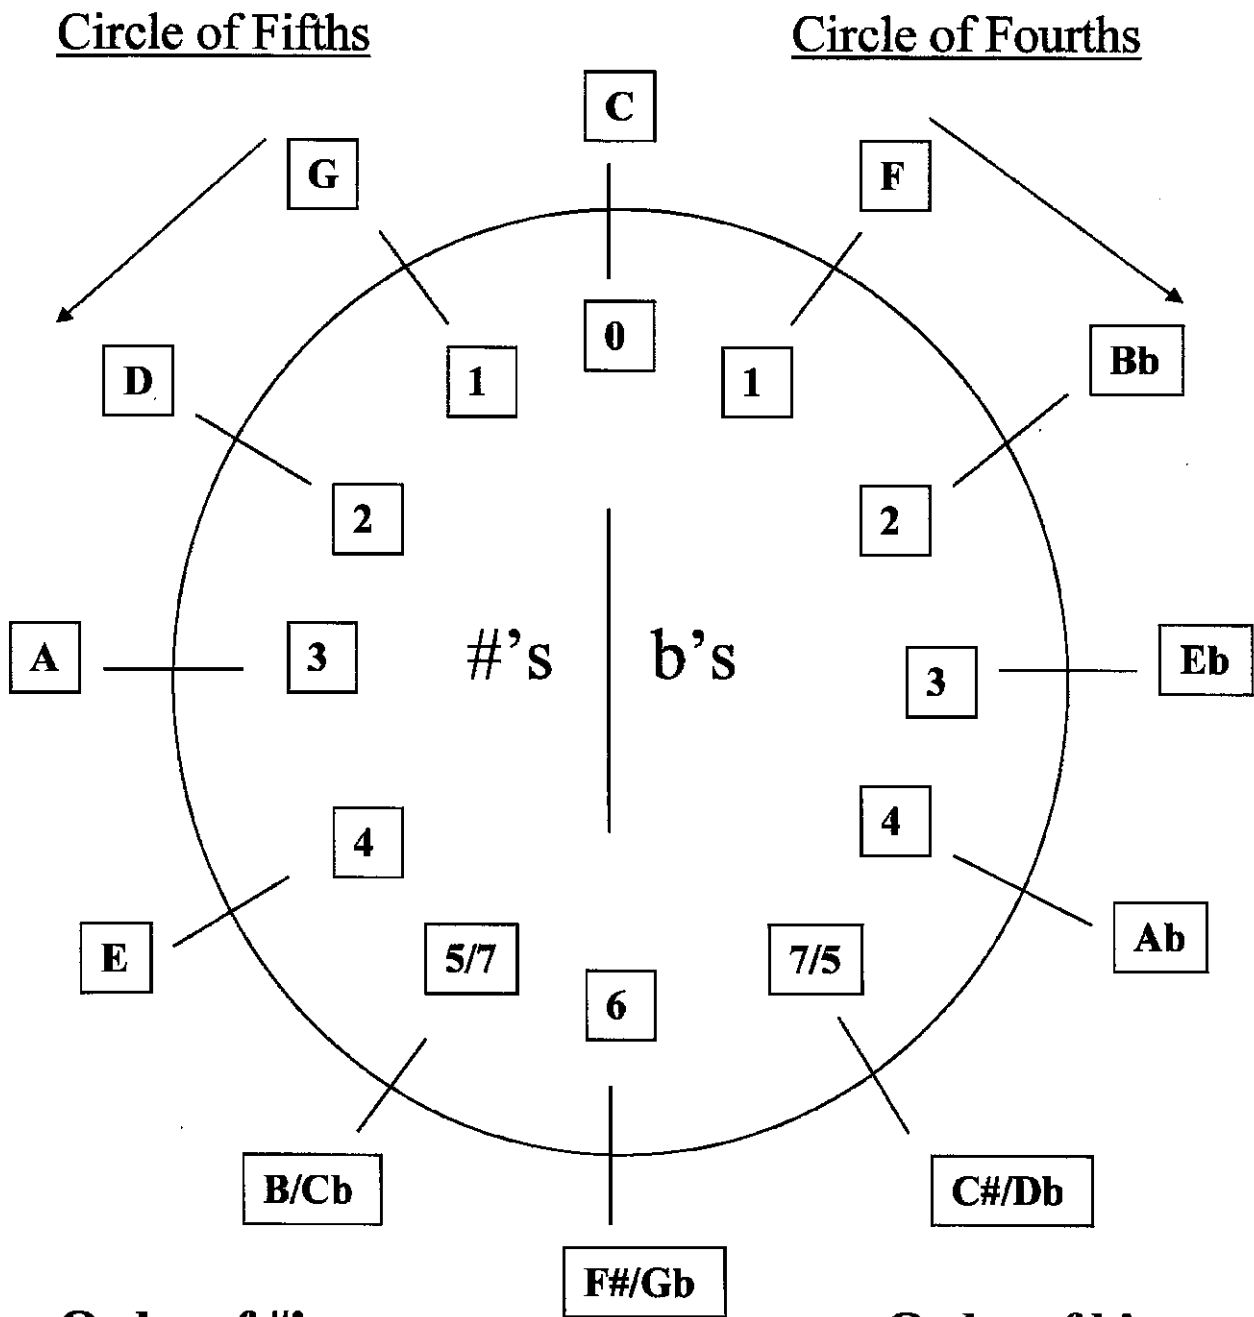 Circle of Fifths
Circle of Fourths
C
G
F
0
1
1
D
Bb
2
2
A
3
#'s
b's
3
Eb
4
4
E
5/7
6
7/5
Ab
B/Cb
C#/Db
F#/Gb